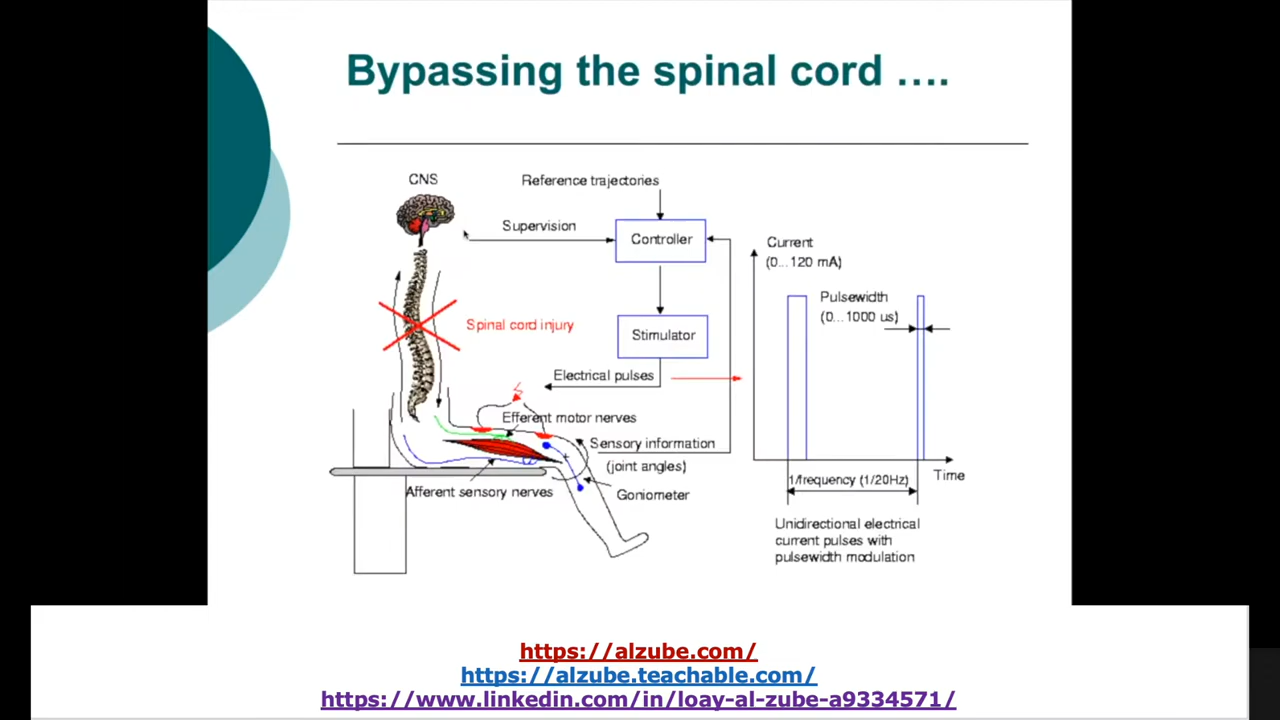 Bypassing the spinal cord ....
CNS
Reference trajectories
Supervision
Controller
Current
(0...120 mA)
Pulsewidth
(0...1000 us)
Spinal cord injury
Stimulator
Electrical pulses
Efferent motor nerves
Sensory information
(joint angles)
Afferent sensory nerves
Goniometer
1/frequency (1/20Hz)
Time
Unidirectional electrical
current pulses with
pulsewidth modulation
https://alzube.com/
https://alzube.teachable.com/
https://www.linkedin.com/in/loay-al-zube-a9334571/